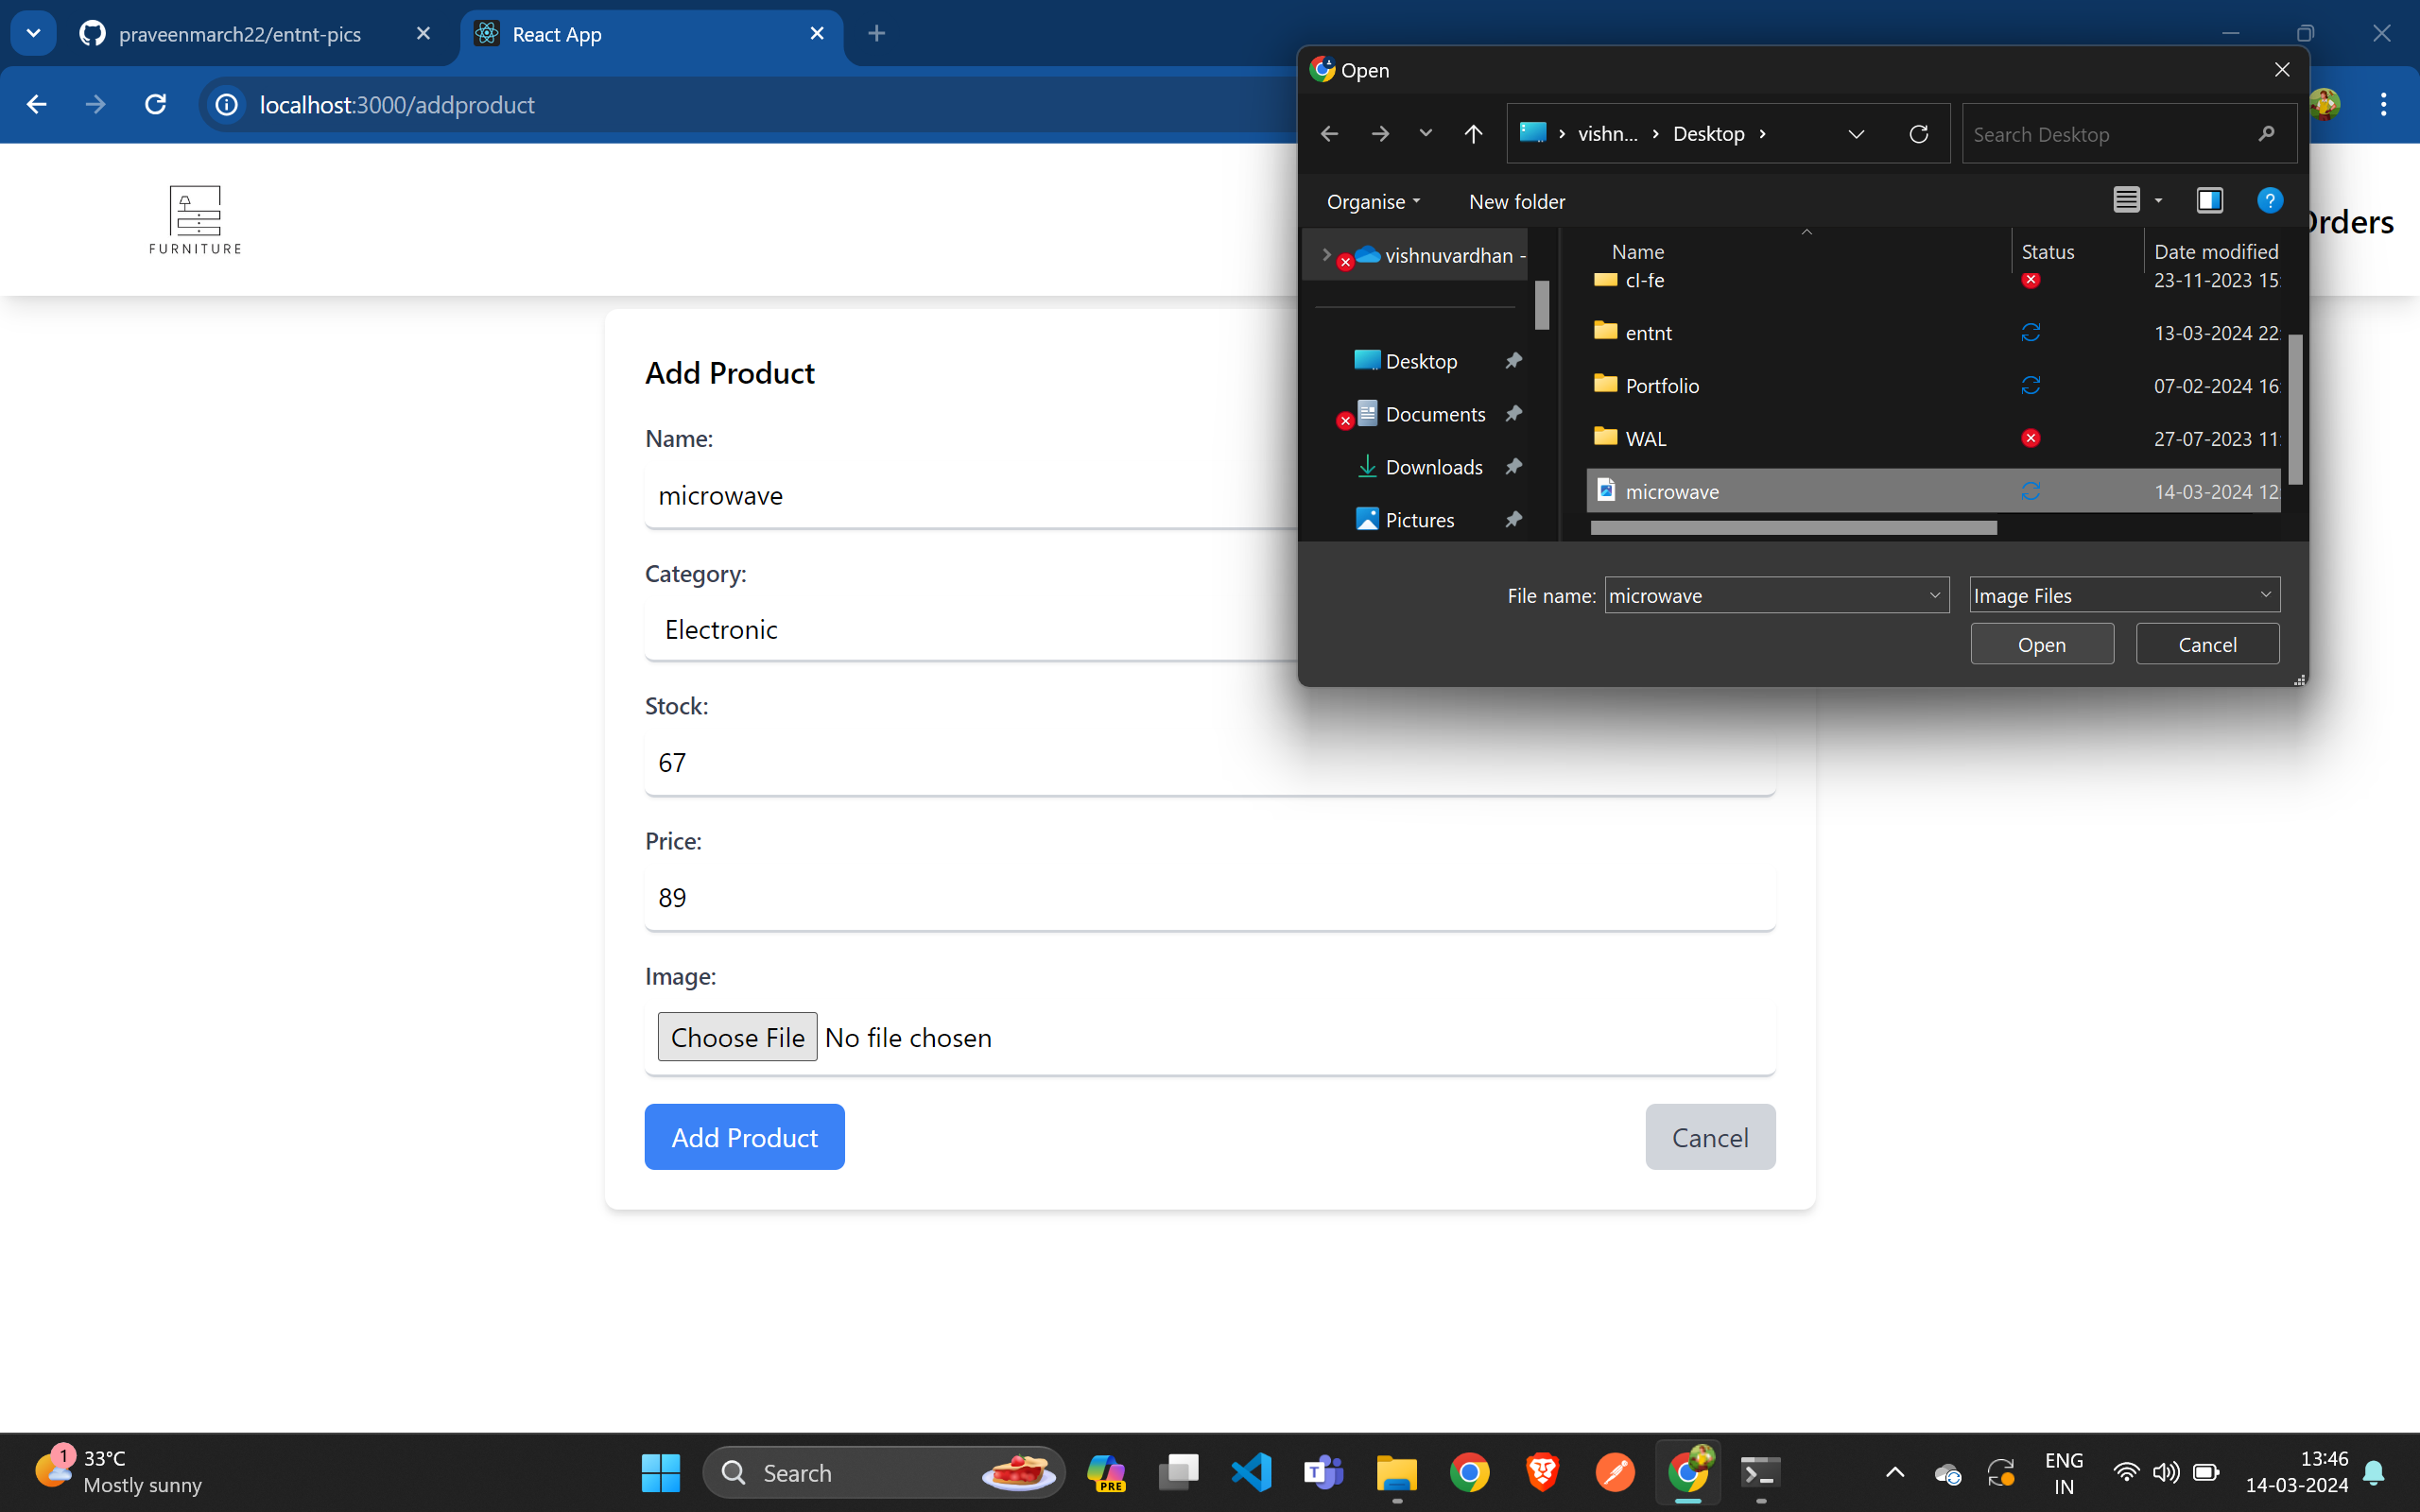 praveenmarch22/entnt-pics
React App
localhost:3000/addproduct
FURNITURE
Orders
Add Product
Name:
microwave
Category:
Electronic
Stock:
67
Price:
89
Image:
Choose File No file chosen
Add Product Cancel
Open
vishn... Desktop
Search Desktop
Organise New folder
vishnuvardhan -
Desktop
Documents
Downloads
Pictures
Name Status Date modified
cl-fe 23-11-2023 15:
entnt 13-03-2024 22:
Portfolio 07-02-2024 16:
WAL 27-07-2023 11:
microwave 14-03-2024 12
File name: microwave Image Files
Open Cancel
1
33°C
Mostly sunny
Search
PRE
T
ENG
IN
13:46
14-03-2024